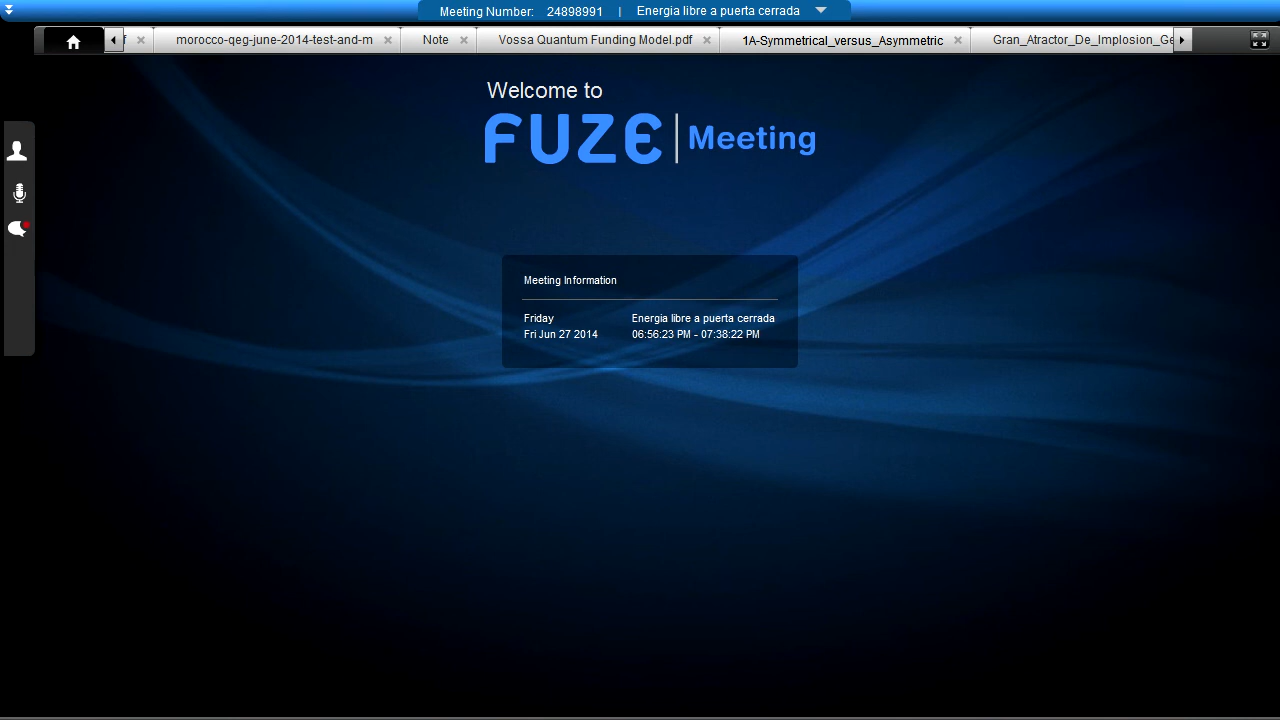 Meeting Number: 24898991 | Energia libre a puerta cerrada
f morocco-qeg-june-2014-test-and-m Note Vossa Quantum Funding Model.pdf 1A-Symmetrical_versus_Asymmetric Gran_Atractor_De_Implosion_Ge
Welcome to
FUZE | Meeting
Meeting Information
Friday Energia libre a puerta cerrada
Fri Jun 27 2014 06:56:23 PM - 07:38:22 PM